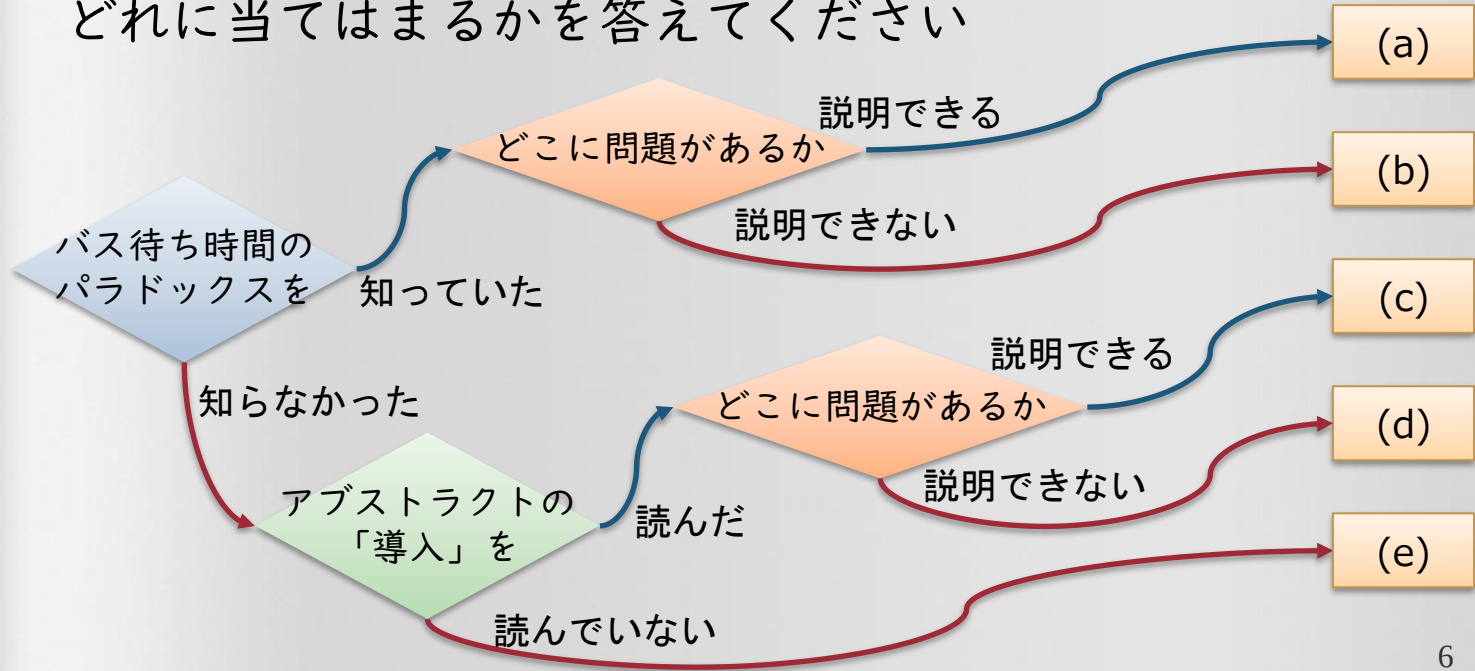 どれに当てはまるかを答えてください
バス待ち時間の
パラドックスを
知っていた
どこに問題があるか
説明できる
(a)
説明できない
(b)
知らなかった
アブストラクトの
「導入」を
読んだ
どこに問題があるか
説明できる
(c)
説明できない
(d)
読んでいない
(e)
6